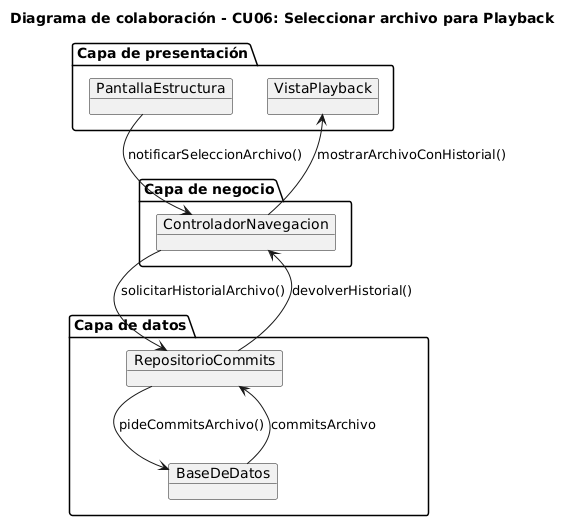 Diagrama de colaboración - CU06: Seleccionar archivo para Playback
Capa de presentación
PantallaEstructura
VistaPlayback
notificarSeleccionArchivo()
mostrarArchivoConHistorial()
Capa de negocio
ControladorNavegacion
solicitarHistorialArchivo()
devolverHistorial()
Capa de datos
RepositorioCommits
pideCommitsArchivo()
commitsArchivo
BaseDeDatos